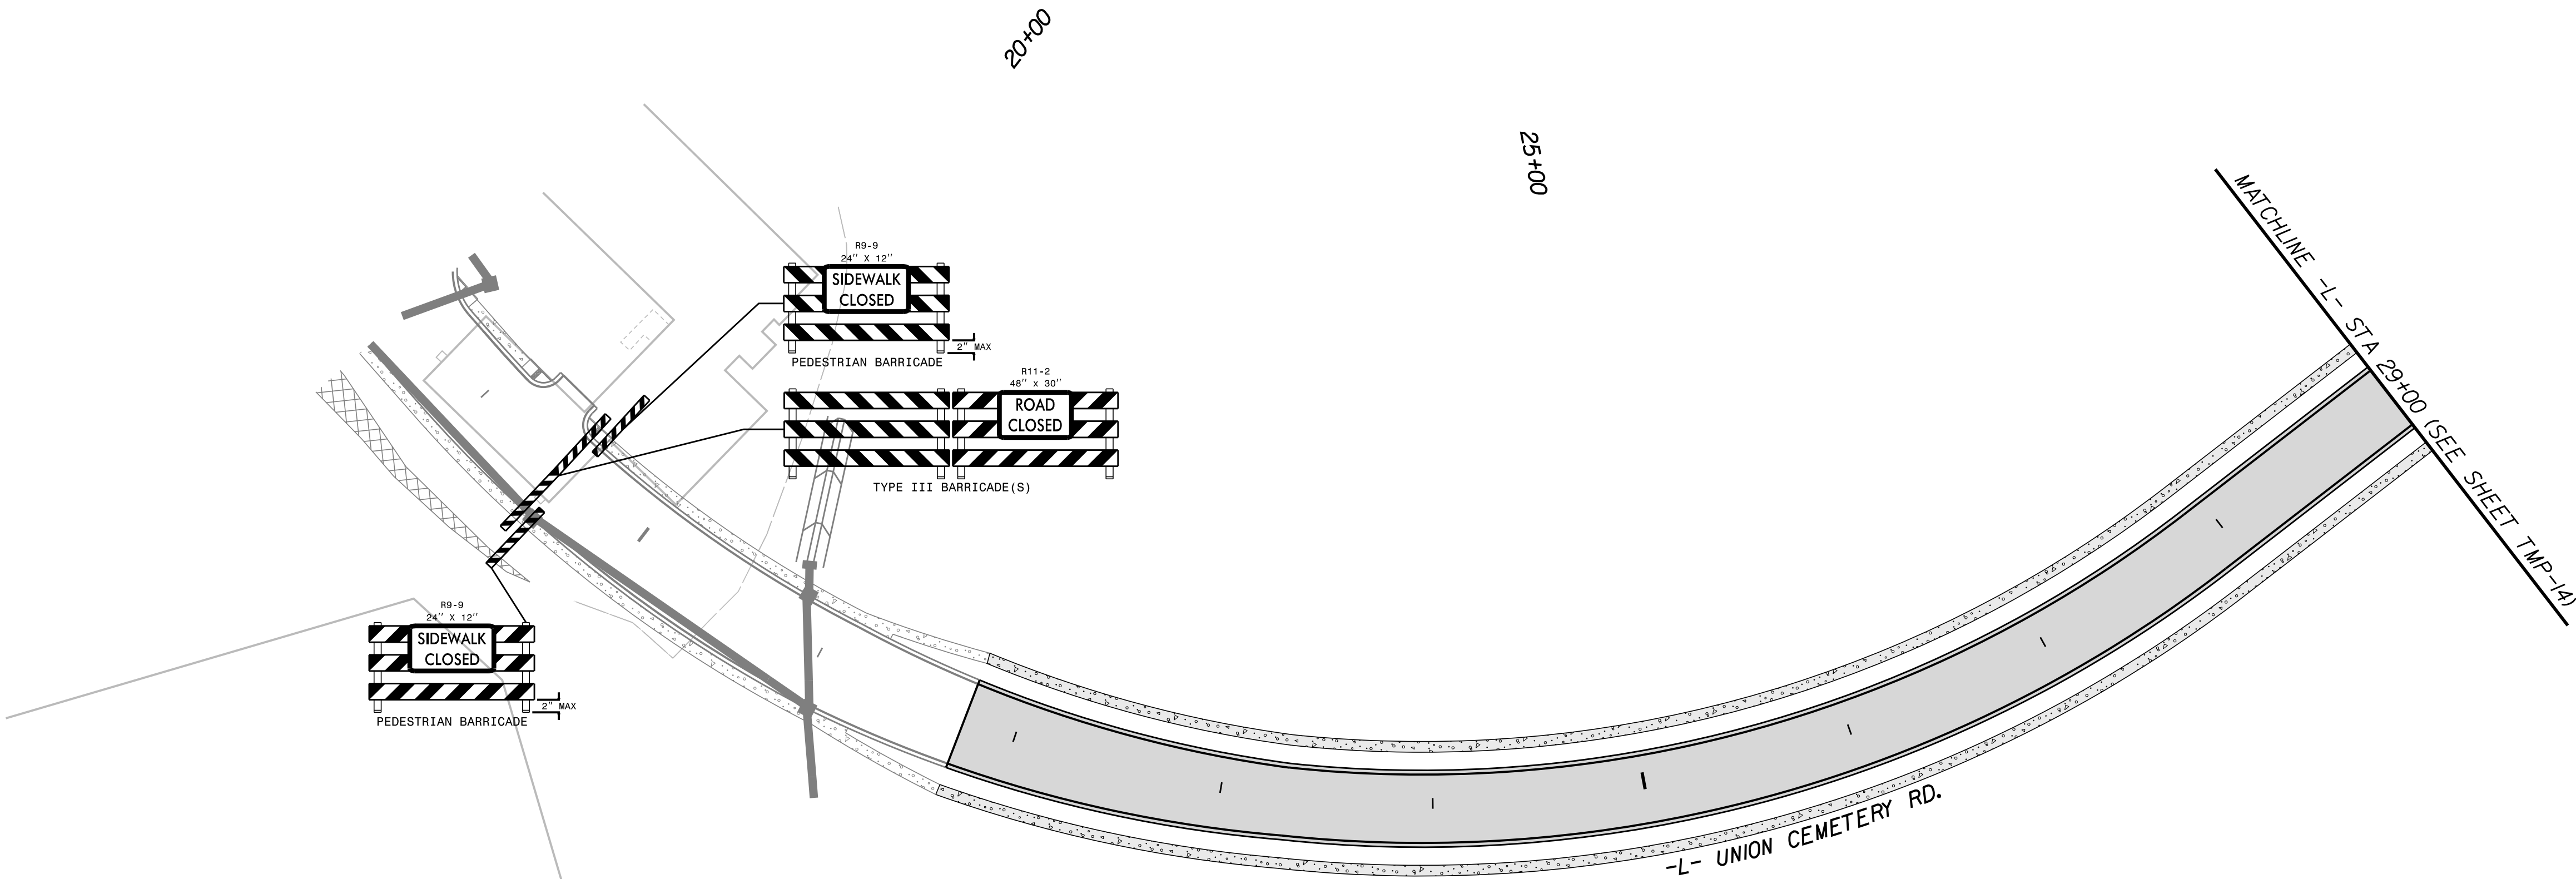 20+00
25+00
MATCHLINE -L- STA 29+00 (SEE SHEET TMP-14)
R9-9
24" X 12"
SIDEWALK
CLOSED
2" MAX
PEDESTRIAN BARRICADE
R11-2
48" X 30"
ROAD
CLOSED
TYPE III BARRICADE(S)
R9-9
24" X 12"
SIDEWALK
CLOSED
2" MAX
PEDESTRIAN BARRICADE
-L- UNION CEMETERY RD.